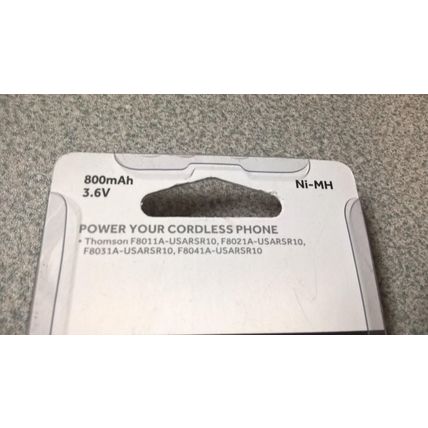 800mAh
3.6V
Ni-MH
POWER YOUR CORDLESS PHONE
• Thomson F8011A-USARSR10, F8021A-USARSR10,
F8031A-USARSR10, F8041A-USARSR10